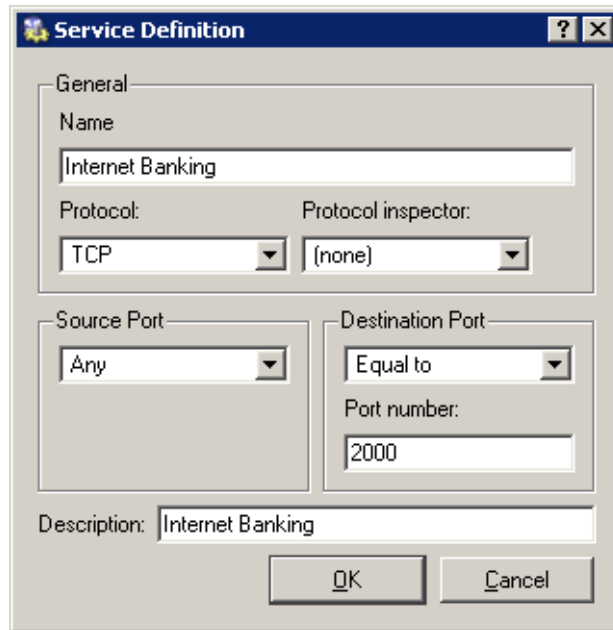 Service Definition
General
Name
Internet Banking
Protocol: Protocol inspector:
TCP (none)
Source Port Destination Port
Any Equal to
Port number:
2000
Description: Internet Banking
OK Cancel